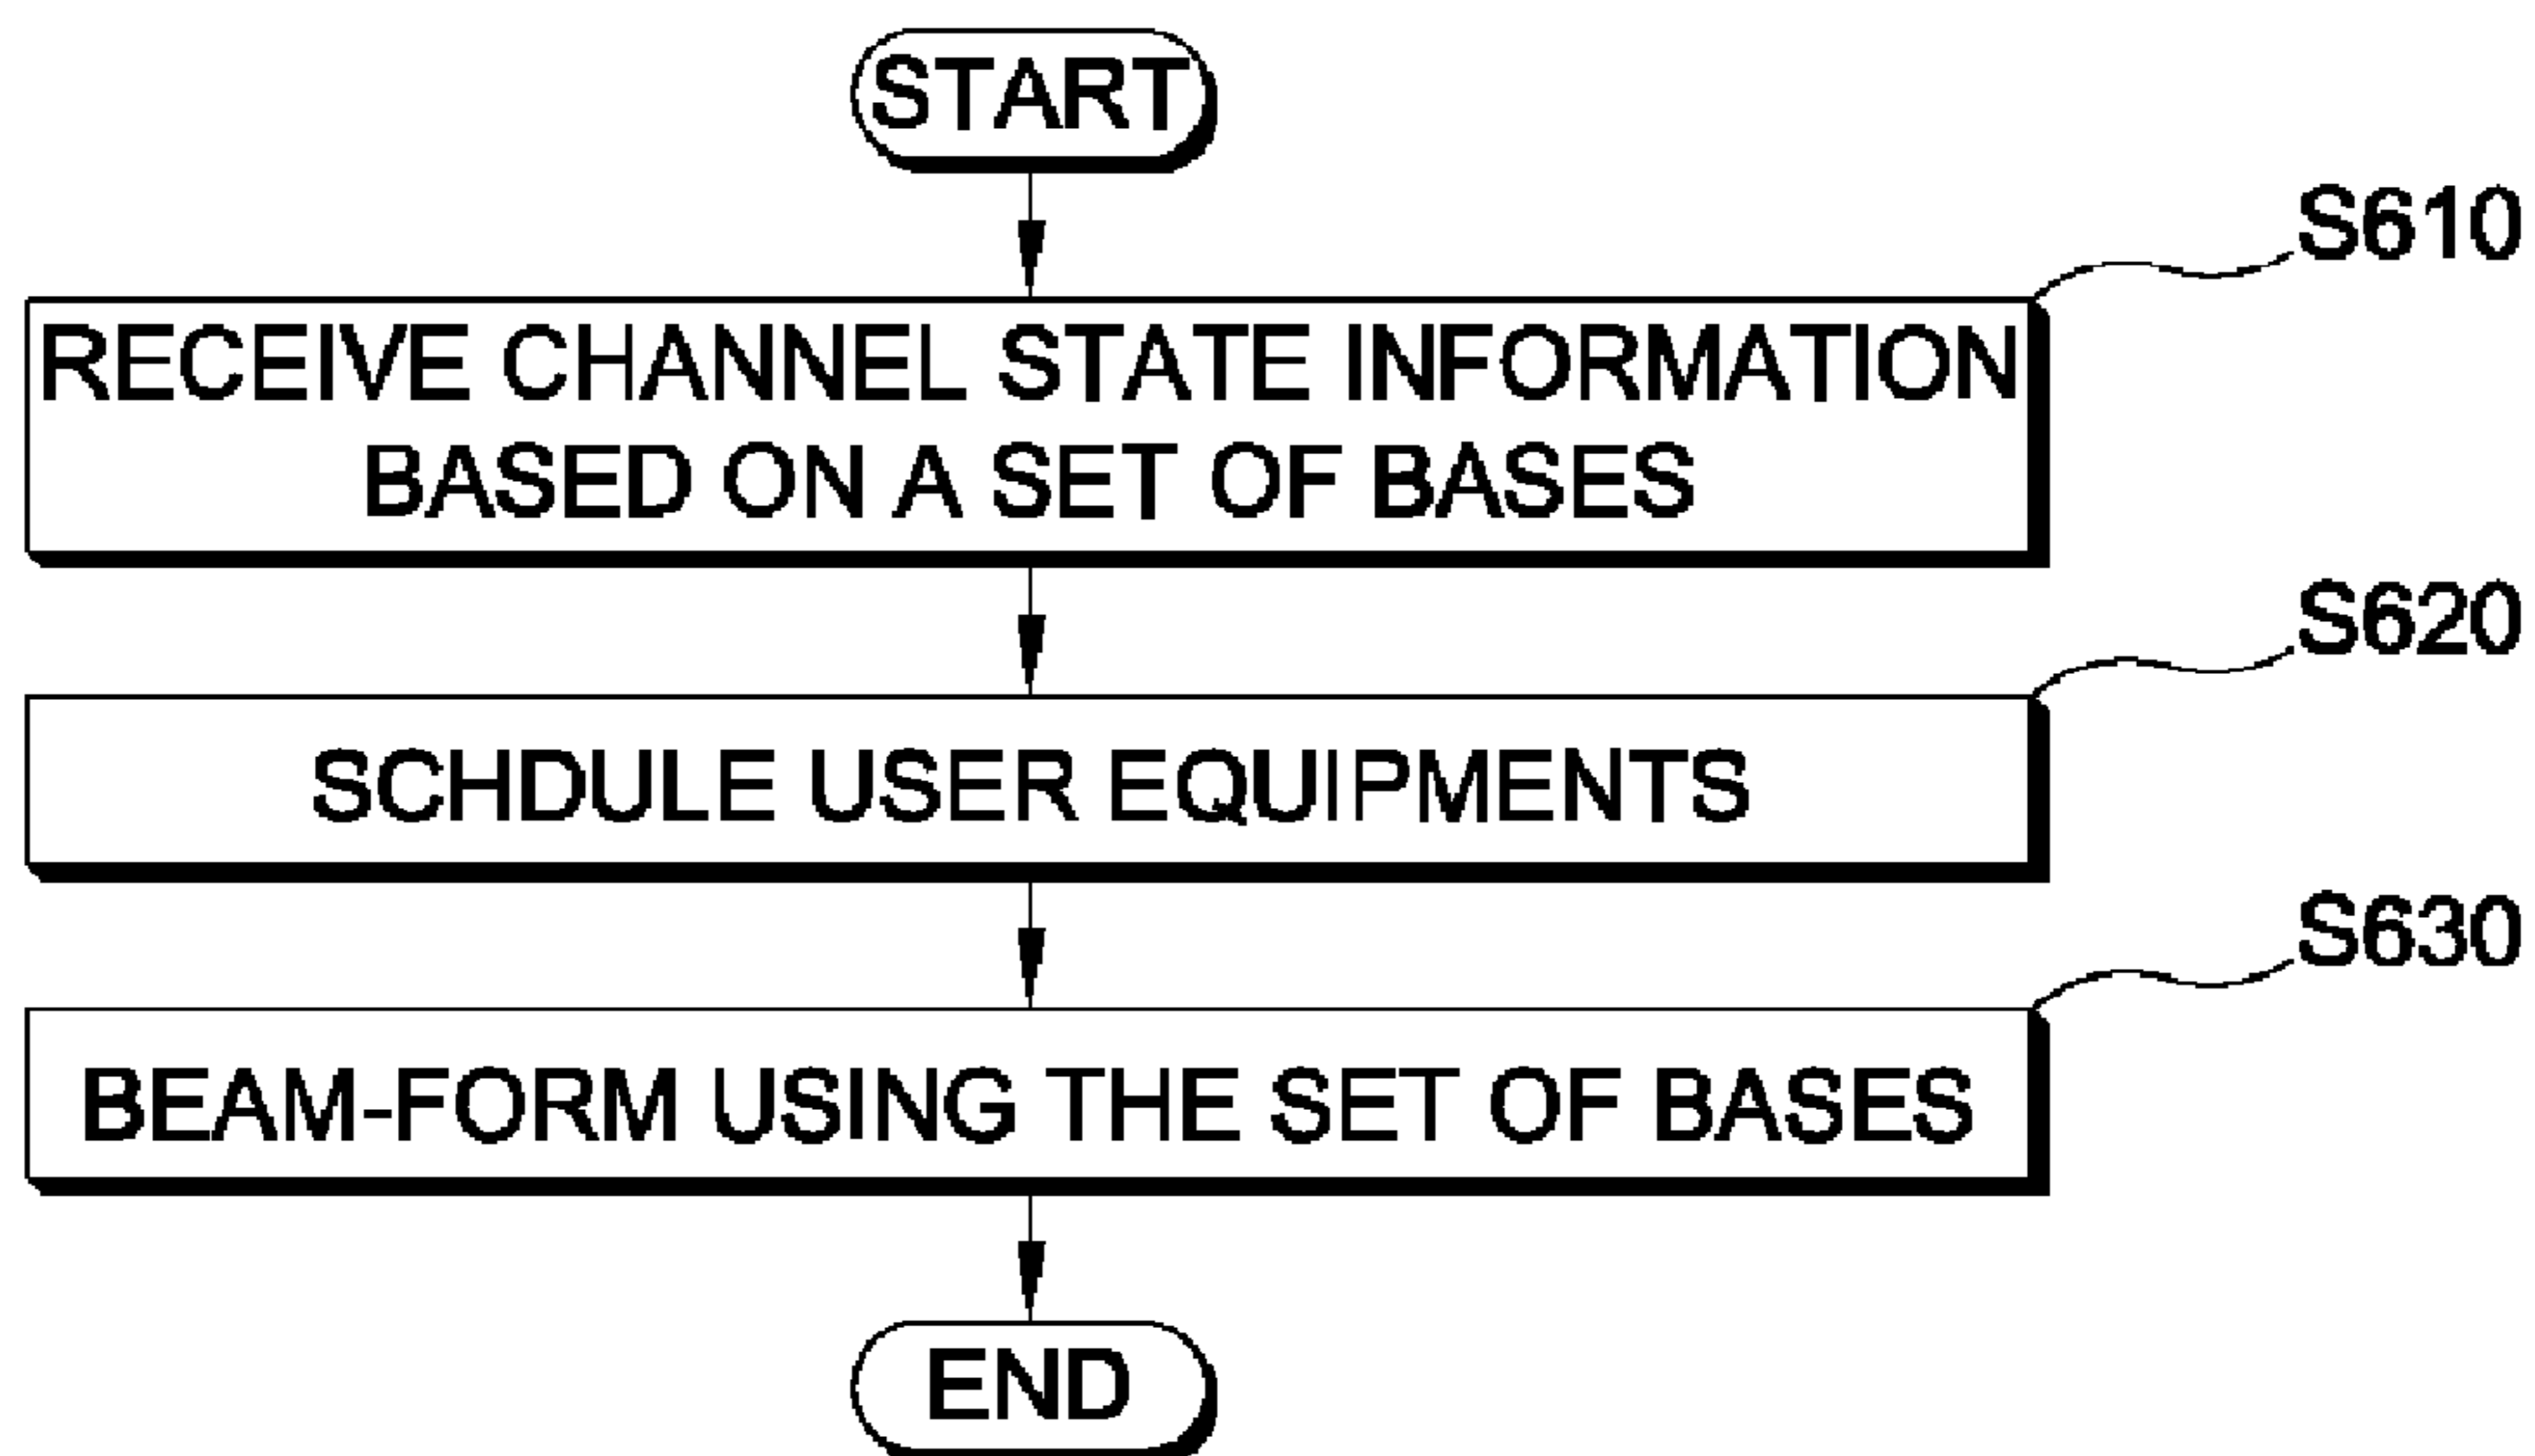 START
S610
RECEIVE CHANNEL STATE INFORMATION
BASED ON A SET OF BASES
S620
SCHDULE USER EQUIPMENTS
S630
BEAM-FORM USING THE SET OF BASES
END